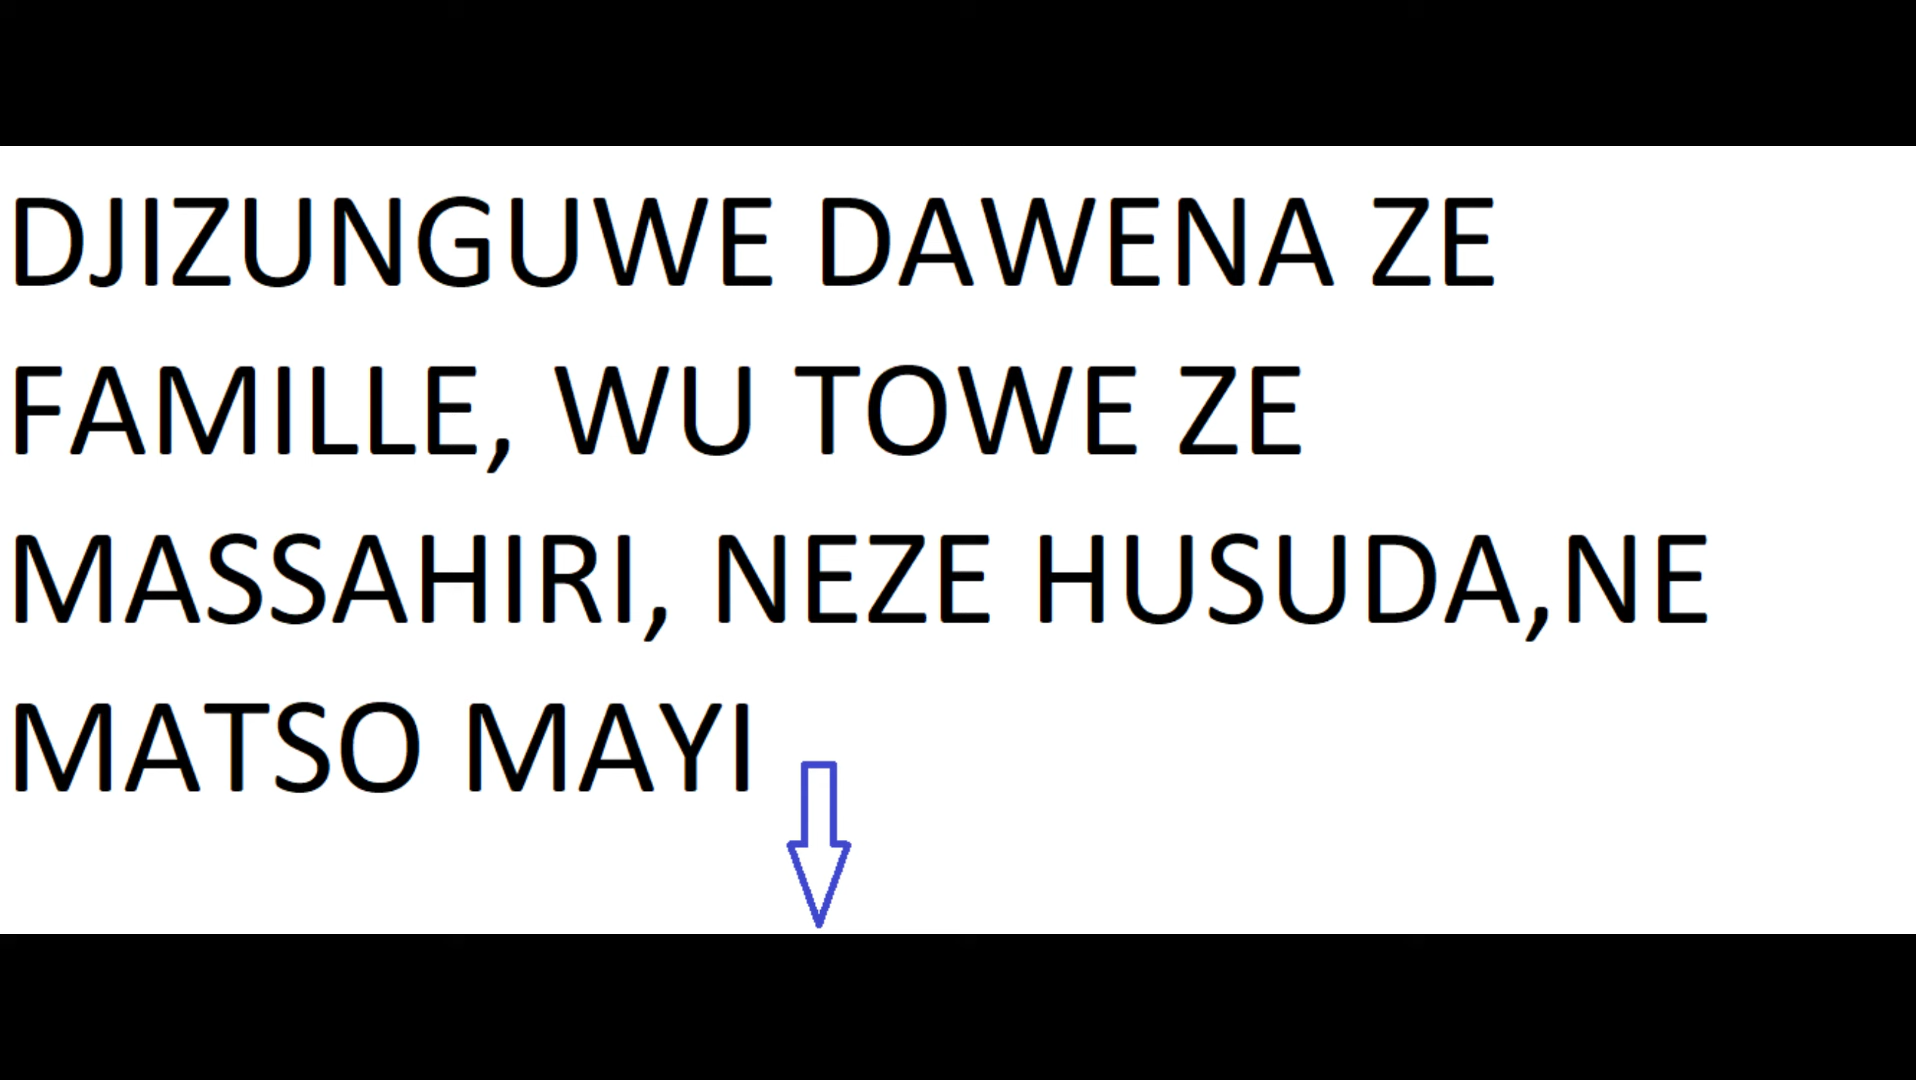 DJIZUNGUWE DAWENA ZE
FAMILLE, WU TOWE ZE
MASSAHIRI, NEZE HUSUDA,NE
MATSO MAYI